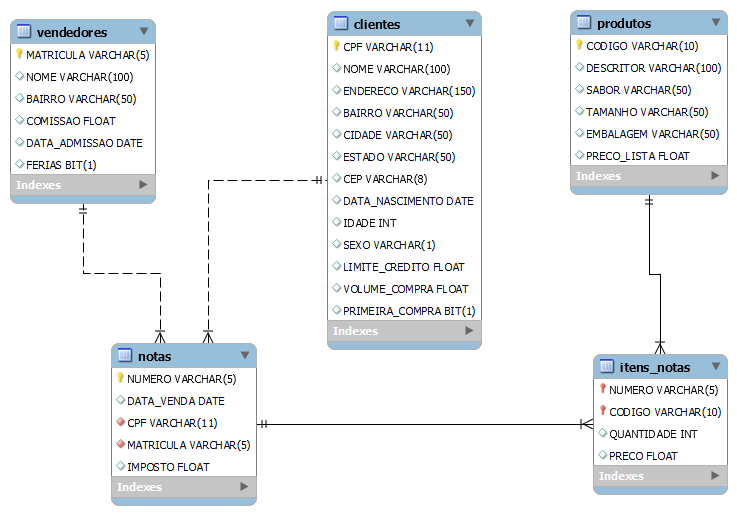 vendedores
MATRICULA VARCHAR(5)
NOME VARCHAR(100)
BAIRRO VARCHAR(50)
COMISSAO FLOAT
DATA_ADMISSAO DATE
FERIAS BIT(1)
Indexes
clientes
CPF VARCHAR(11)
NOME VARCHAR(100)
ENDERECO VARCHAR(150)
BAIRRO VARCHAR(50)
CIDADE VARCHAR(50)
ESTADO VARCHAR(50)
CEP VARCHAR(8)
DATA_NASCIMENTO DATE
IDADE INT
SEXO VARCHAR(1)
LIMITE_CREDITO FLOAT
VOLUME_COMPRA FLOAT
PRIMEIRA_COMPRA BIT(1)
Indexes
produtos
CODIGO VARCHAR(10)
DESCRITOR VARCHAR(100)
SABOR VARCHAR(50)
TAMANHO VARCHAR(50)
EMBALAGEM VARCHAR(50)
PRECO_LISTA FLOAT
Indexes
notas
NUMERO VARCHAR(5)
DATA_VENDA DATE
CPF VARCHAR(11)
MATRICULA VARCHAR(5)
IMPOSTO FLOAT
Indexes
itens_notas
NUMERO VARCHAR(5)
CODIGO VARCHAR(10)
QUANTIDADE INT
PRECO FLOAT
Indexes